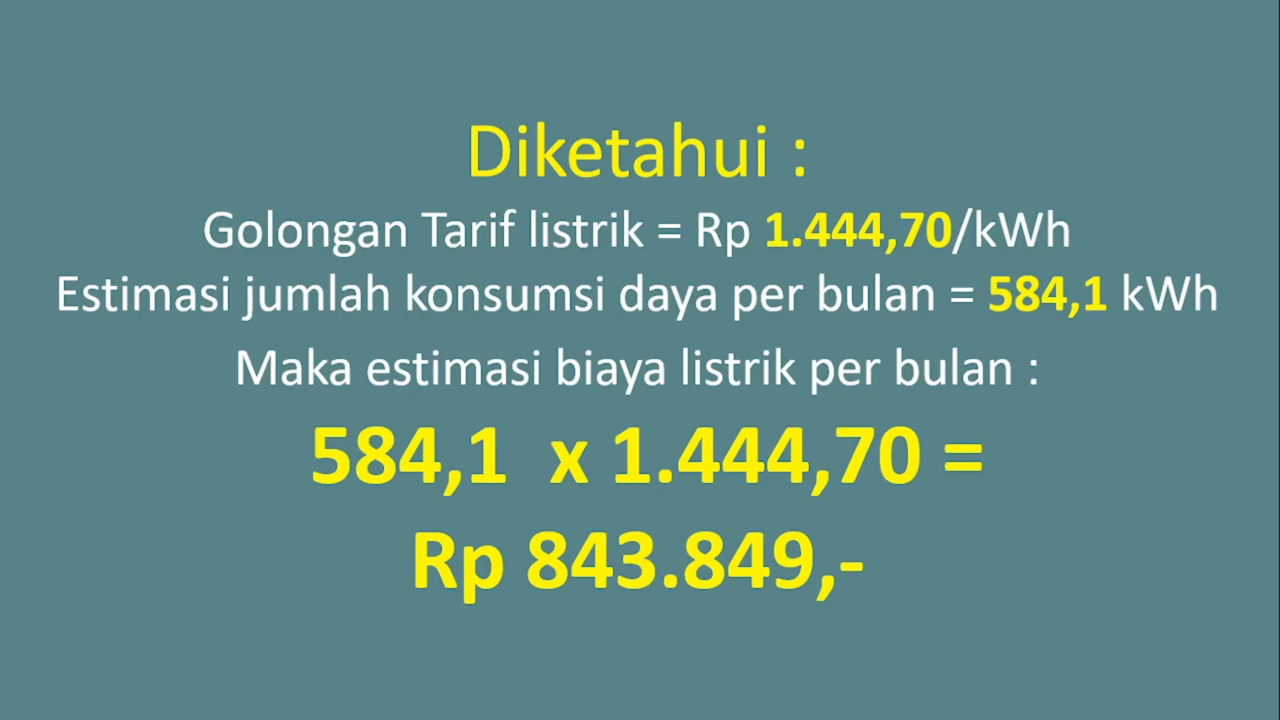 Diketahui :
Golongan Tarif listrik = Rp 1.444,70/kWh
Estimasi jumlah konsumsi daya per bulan = 584,1 kWh
Maka estimasi biaya listrik per bulan :
584,1 x 1.444,70 =
Rp 843.849,-